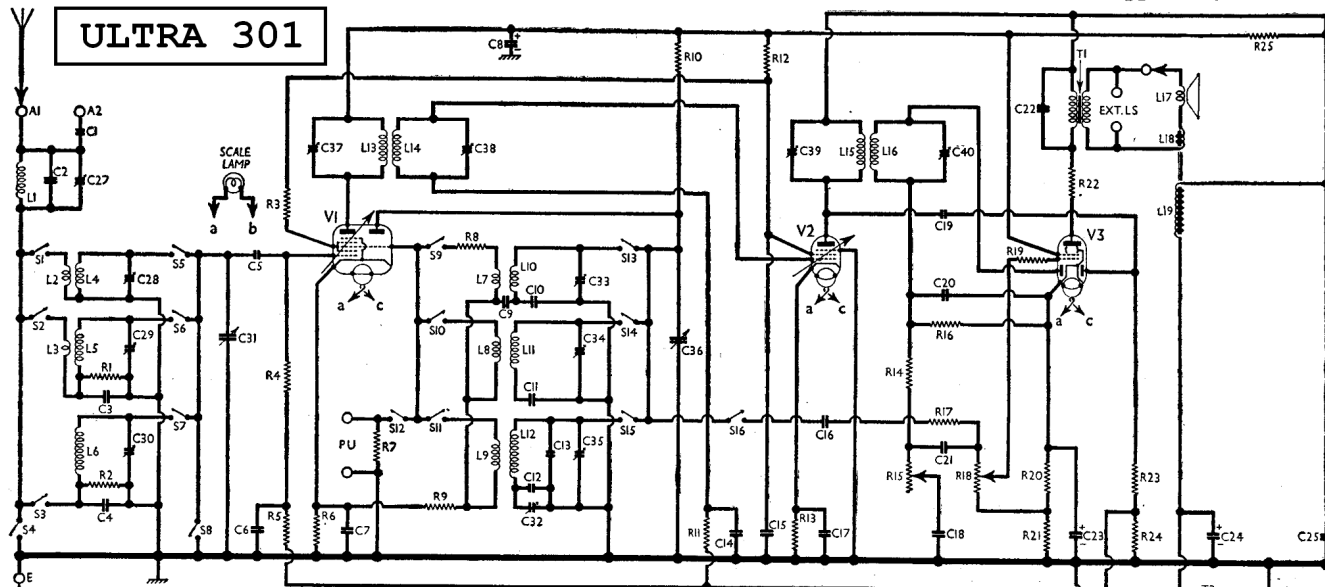 ULTRA 301
C8
+
−
R10
R12
R25
T1
A1
A2
C1
C2
C27
L1
SCALE
LAMP
a
b
R3
C37
L13
L14
C38
C39
L15
L16
C40
C22
EXT. LS
L17
L18
R22
L19
V1
V2
V3
C19
R19
S1
L2
L4
C28
S5
C5
S9
R8
L7
L10
C33
S13
C9
C10
a
c
a
c
a
c
C20
R16
S2
L3
L5
C29
S6
C31
S10
L8
L11
C34
S14
C36
R1
C3
R4
C11
R14
S7
L6
C30
R2
S3
C4
PU
R7
S12
S11
L9
L12
C13
C35
S15
S16
C16
R17
C21
R15
R18
R20
R23
C12
C32
R9
S4
S8
C6
R5
R6
C7
R11
C14
C15
R13
C17
C18
R21
+
−
C23
R24
+
−
C24
C25
E